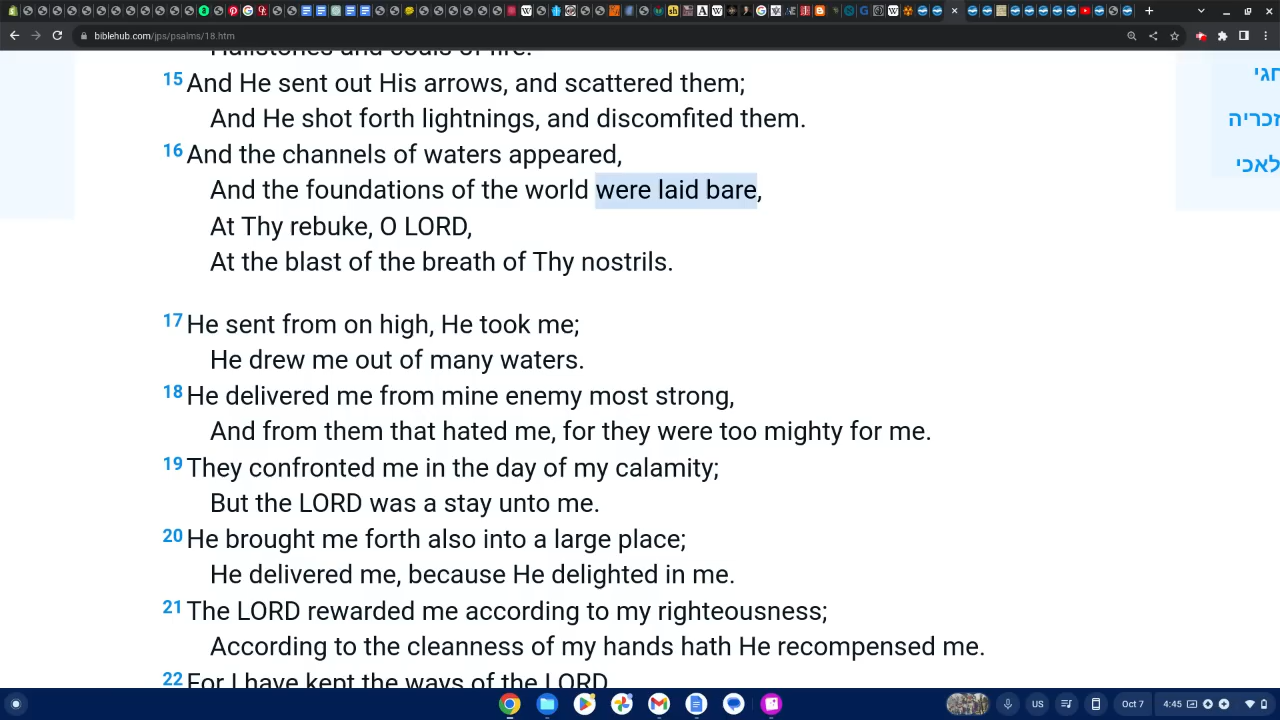 biblehub.com/jps/psalms/18.htm
Hailstones and coals of fire.
15 And He sent out His arrows, and scattered them;
And He shot forth lightnings, and discomfited them.
16 And the channels of waters appeared,
And the foundations of the world were laid bare,
At Thy rebuke, O LORD,
At the blast of the breath of Thy nostrils.
17 He sent from on high, He took me;
He drew me out of many waters.
18 He delivered me from mine enemy most strong,
And from them that hated me, for they were too mighty for me.
19 They confronted me in the day of my calamity;
But the LORD was a stay unto me.
20 He brought me forth also into a large place;
He delivered me, because He delighted in me.
21 The LORD rewarded me according to my righteousness;
According to the cleanness of my hands hath He recompensed me.
22 For I have kept the ways of the LORD
חגי
זכריה
לאכי
US
Oct 7
4:45